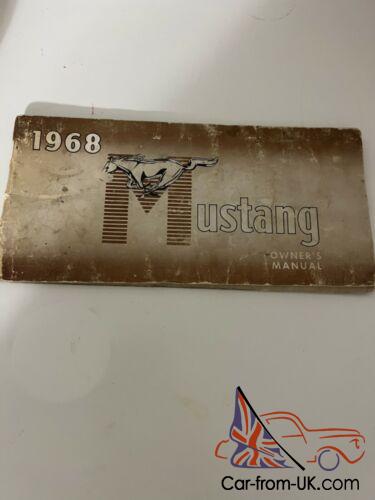 1968
Mustang
OWNER'S
MANUAL
Car-from-UK.com